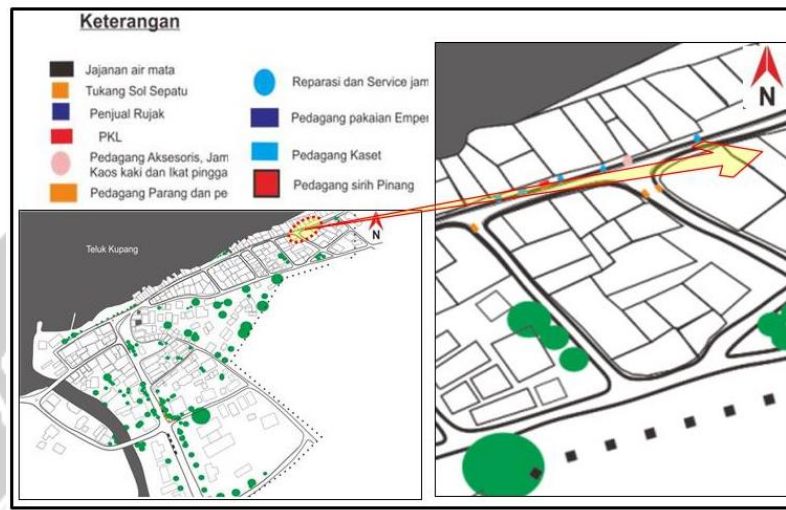 Keterangan
Jajanan air mata
Tukang Sol Sepatu
Penjual Rujak
PKL
Pedagang Aksesoris, Jam
Kaos kaki dan Ikat pingga
Pedagang Parang dan pe
Reparasi dan Service jam
Pedagang pakaian Emper
Pedagang Kaset
Pedagang sirih Pinang
N
Teluk Kupang
N